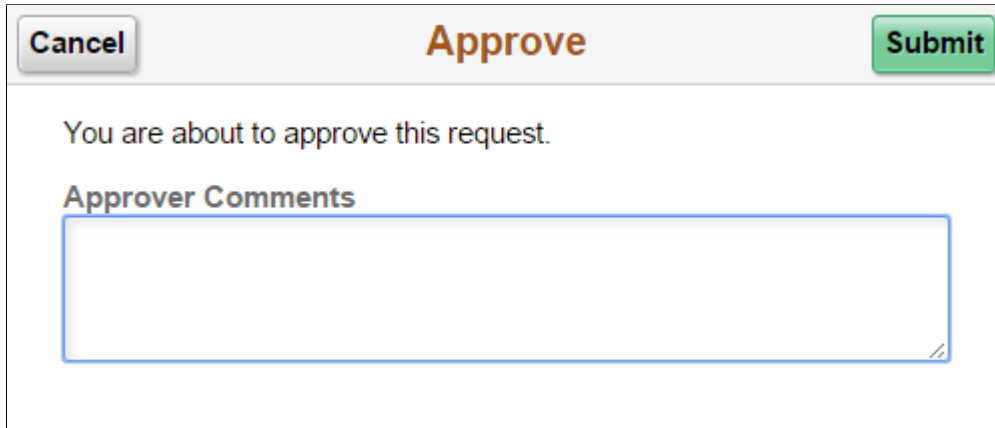 Cancel Approve Submit
You are about to approve this request.
Approver Comments